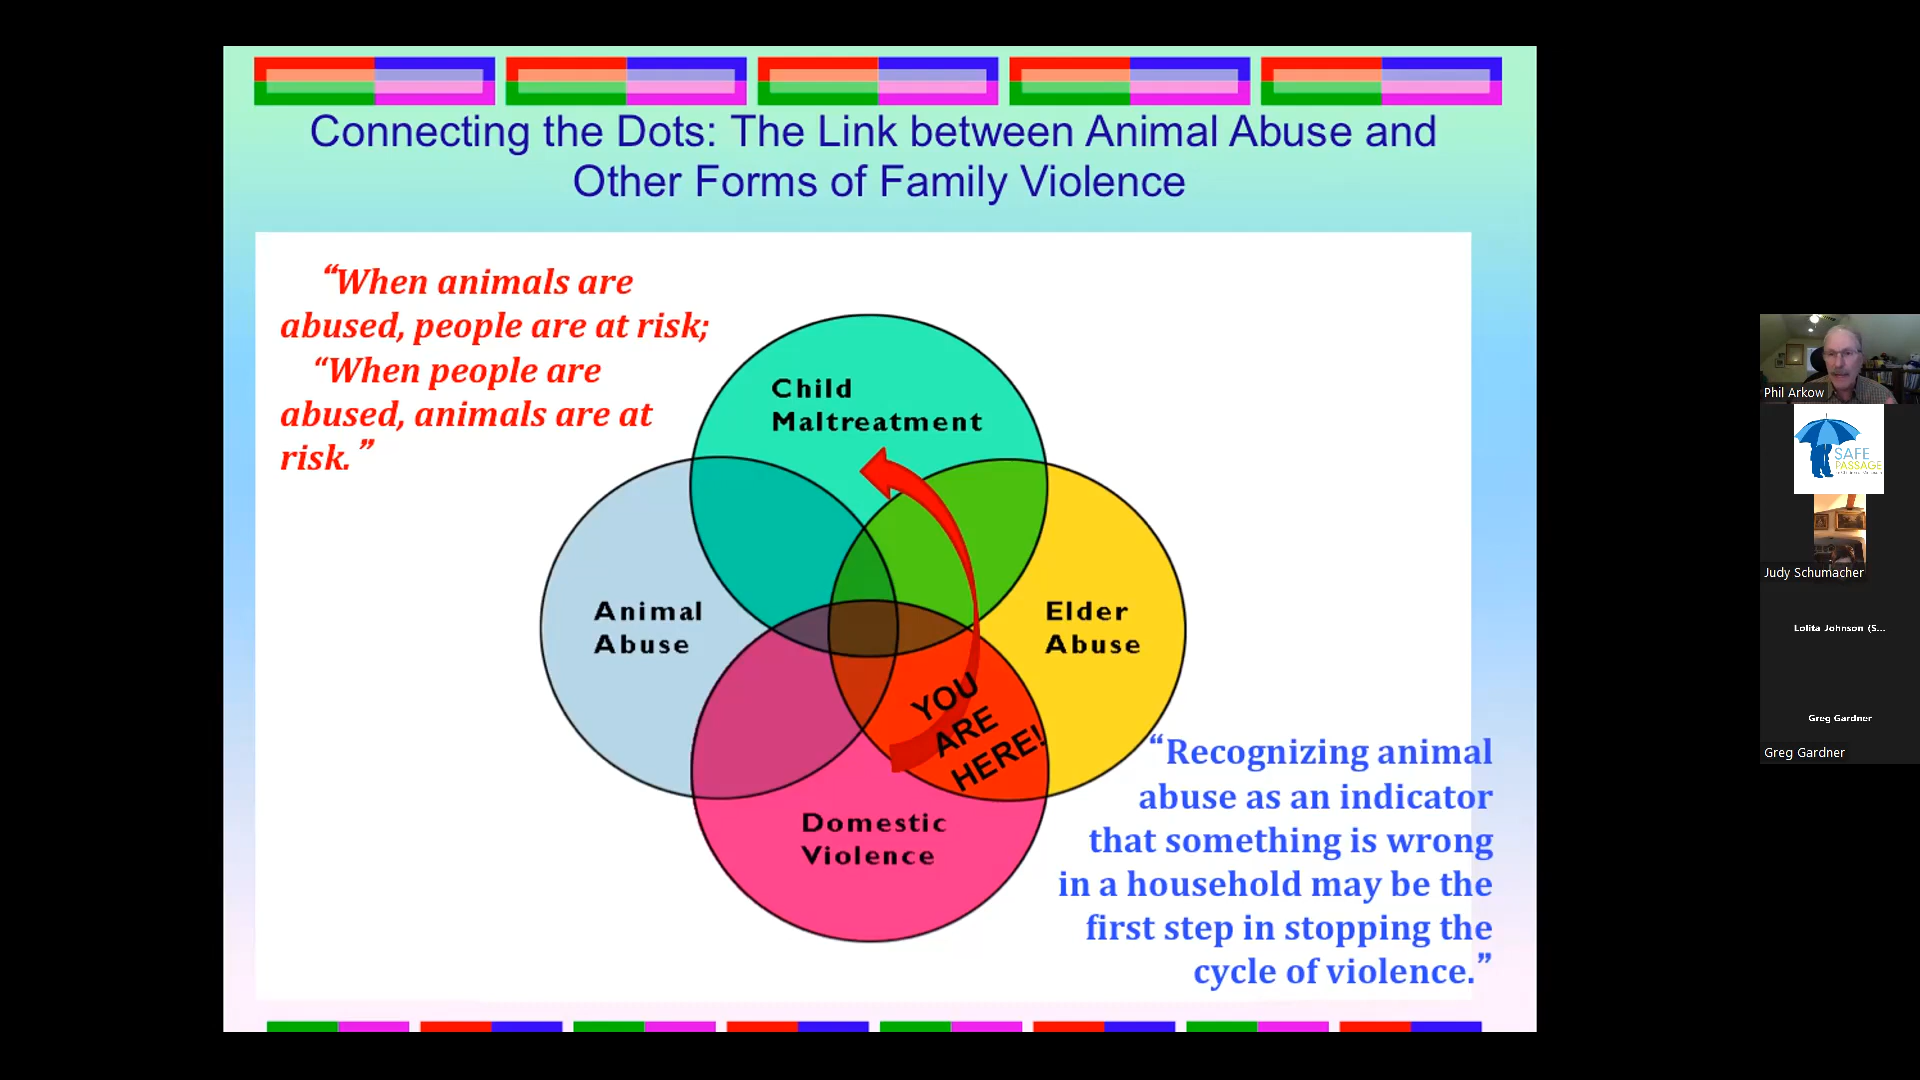 Connecting the Dots: The Link between Animal Abuse and
Other Forms of Family Violence
“When animals are
abused, people are at risk;
“When people are
abused, animals are at
risk.”
Child
Maltreatment
Animal
Abuse
Elder
Abuse
YOU
ARE
HERE!
Domestic
Violence
“Recognizing animal
abuse as an indicator
that something is wrong
in a household may be the
first step in stopping the
cycle of violence.”
Phil Arkow
SAFE
PASSAGE
Judy Schumacher
Lolita Johnson (S...
Greg Gardner
Greg Gardner